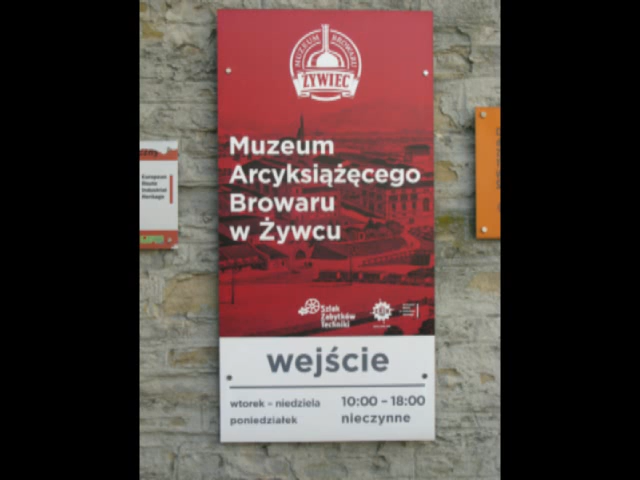 MUZEUM BROWARU
ŻYWIEC
Muzeum
Arcyksiążęcego
Browaru
w Żywcu
Szlak
Zabytków
Techniki
wejście
wtorek – niedziela 10:00 – 18:00
poniedziałek nieczynne
European
Route
Industrial
Heritage